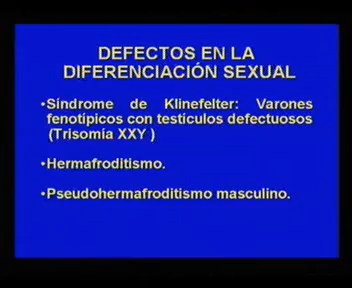 DEFECTOS EN LA
DIFERENCIACIÓN SEXUAL
•Síndrome de Klinefelter: Varones
fenotípicos con testículos defectuosos
(Trisomía XXY )
•Hermafroditismo.
•Pseudohermafroditismo masculino.